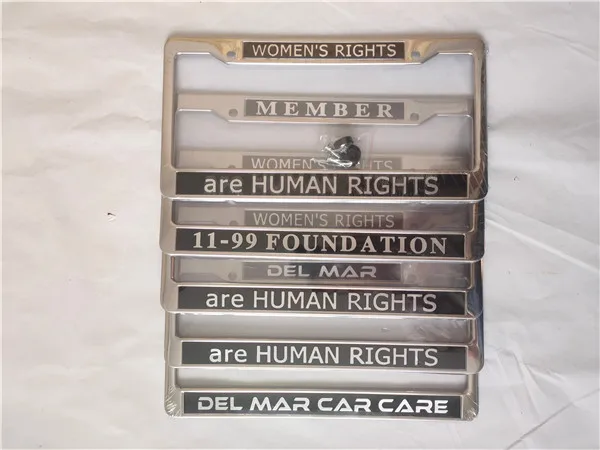 WOMEN'S RIGHTS
MEMBER
WOMEN'S RIGHTS
are HUMAN RIGHTS
WOMEN'S RIGHTS
11-99 FOUNDATION
DEL MAR
are HUMAN RIGHTS
are HUMAN RIGHTS
DEL MAR CAR CARE